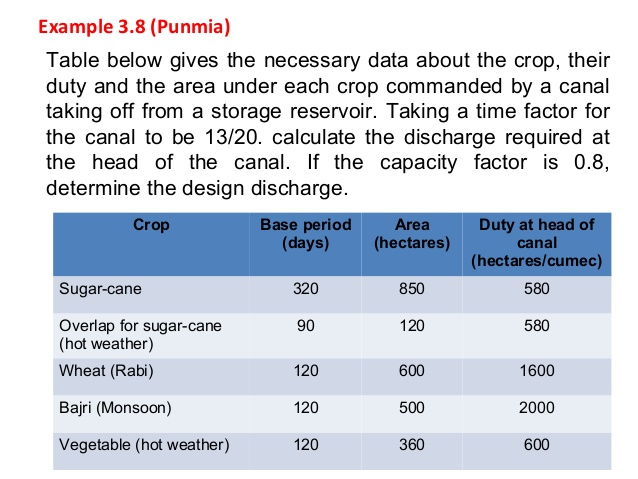 Example 3.8 (Punmia)
Table below gives the necessary data about the crop, their
duty and the area under each crop commanded by a canal
taking off from a storage reservoir. Taking a time factor for
the canal to be 13/20. calculate the discharge required at
the head of the canal. If the capacity factor is 0.8,
determine the design discharge.
Crop Base period (days) Area (hectares) Duty at head of canal (hectares/cumec)
Sugar-cane 320 850 580
Overlap for sugar-cane (hot weather) 90 120 580
Wheat (Rabi) 120 600 1600
Bajri (Monsoon) 120 500 2000
Vegetable (hot weather) 120 360 600